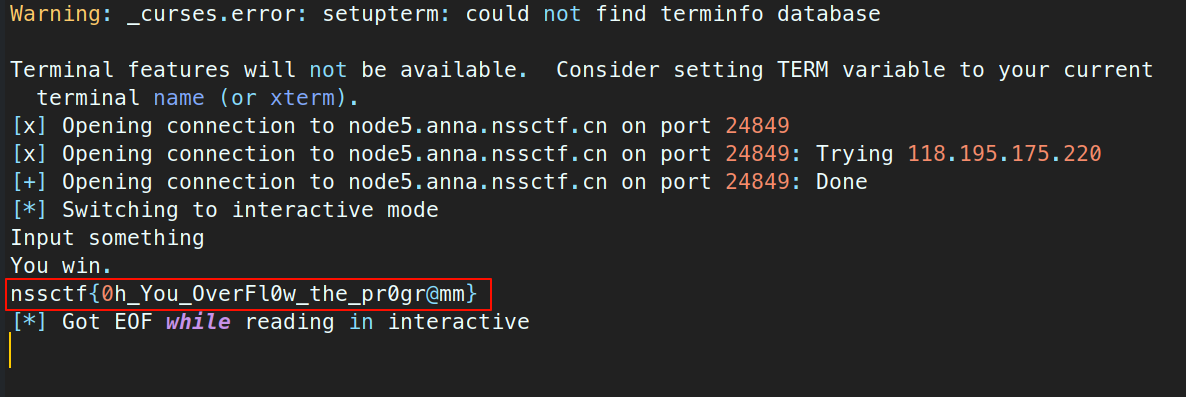 Warning: _curses.error: setupterm: could not find terminfo database
Terminal features will not be available.  Consider setting TERM variable to your current
terminal name (or xterm).
[x] Opening connection to node5.anna.nssctf.cn on port 24849
[x] Opening connection to node5.anna.nssctf.cn on port 24849: Trying 118.195.175.220
[+] Opening connection to node5.anna.nssctf.cn on port 24849: Done
[*] Switching to interactive mode
Input something
You win.
nssctf{0h_You_OverFl0w_the_pr0gr@mm}
[*] Got EOF while reading in interactive